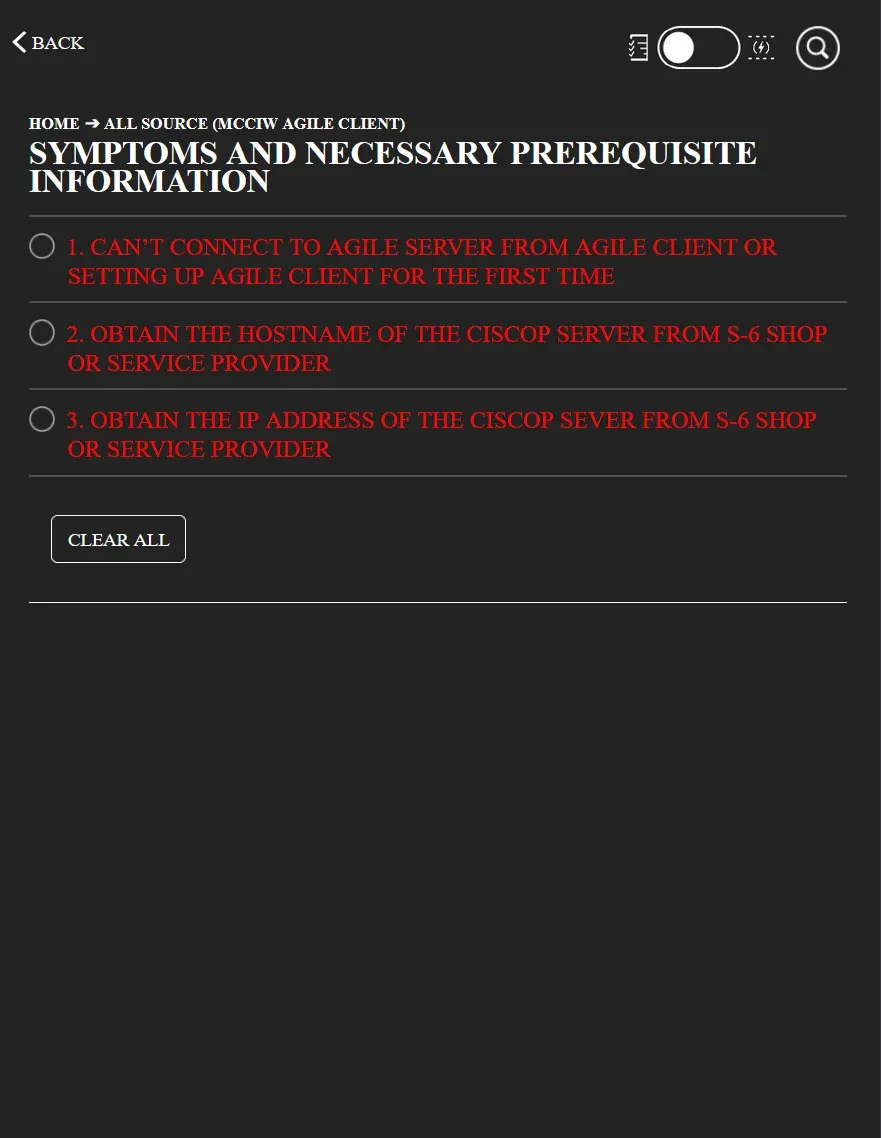 BACK
HOME ➔ ALL SOURCE (MCCIW AGILE CLIENT)
SYMPTOMS AND NECESSARY PREREQUISITE
INFORMATION
1. CAN’T CONNECT TO AGILE SERVER FROM AGILE CLIENT OR
SETTING UP AGILE CLIENT FOR THE FIRST TIME
2. OBTAIN THE HOSTNAME OF THE CISCOP SERVER FROM S-6 SHOP
OR SERVICE PROVIDER
3. OBTAIN THE IP ADDRESS OF THE CISCOP SEVER FROM S-6 SHOP
OR SERVICE PROVIDER
CLEAR ALL